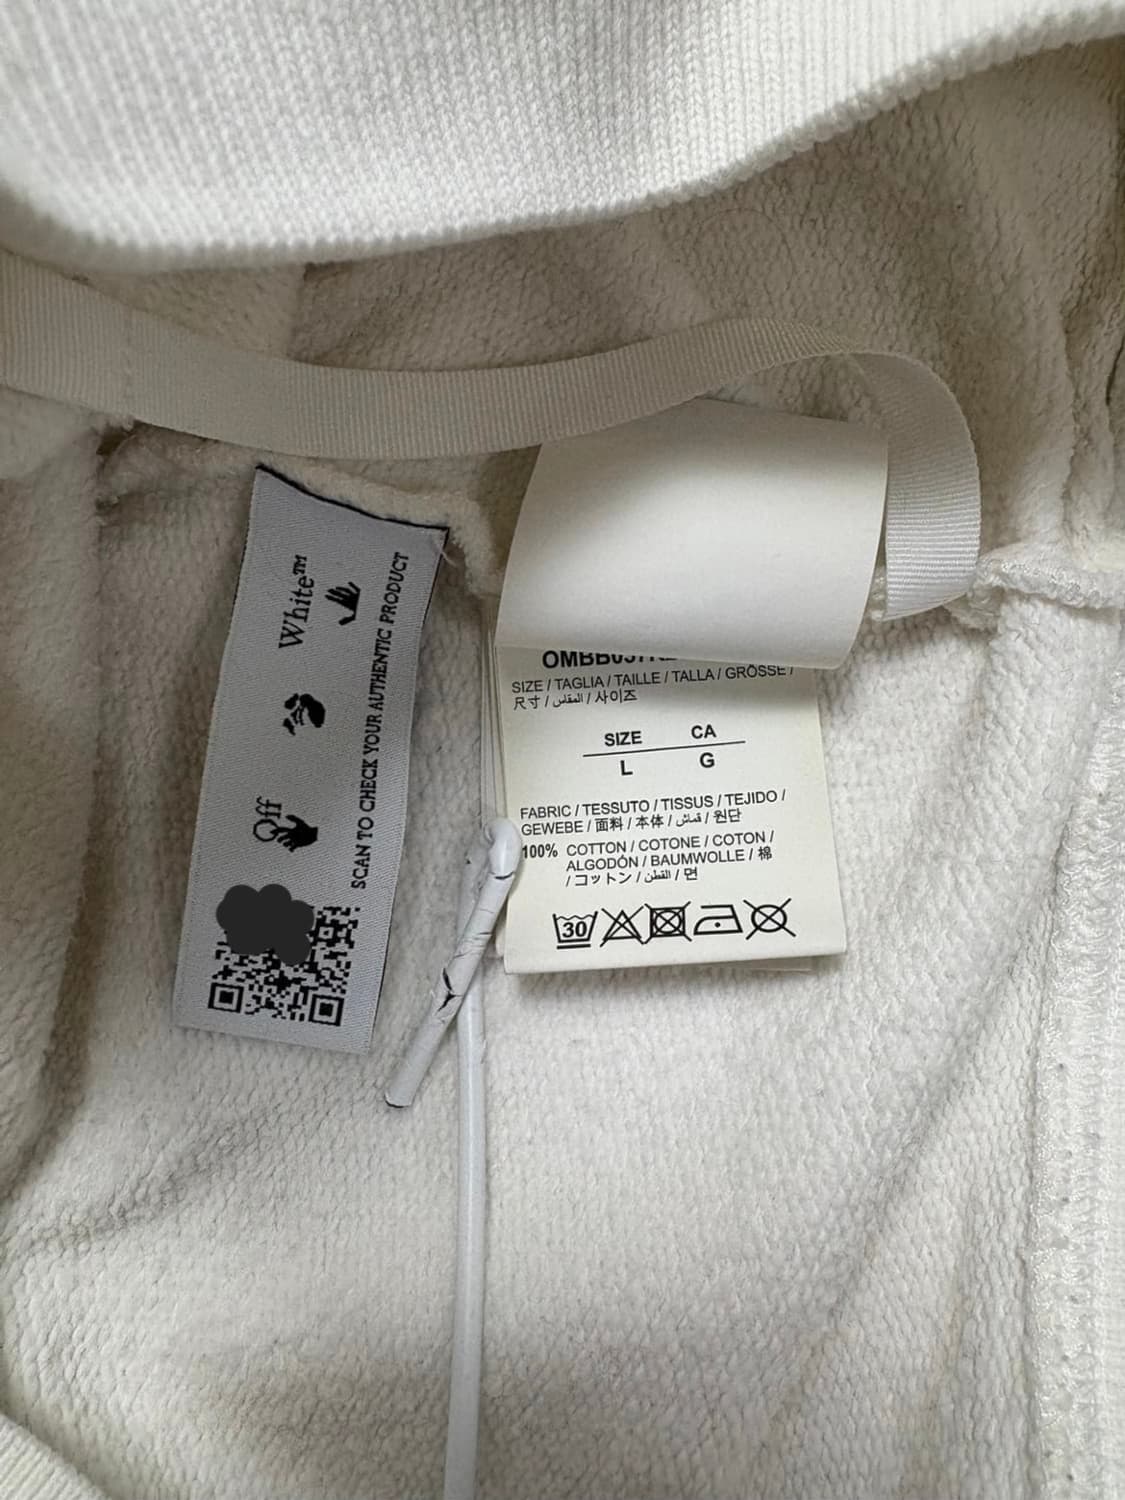 Off White™
SCAN TO CHECK YOUR AUTHENTIC PRODUCT
SIZE / TAGLIA / TAILLE / TALLA / GRÖSSE /
尺寸 / المقاس / 사이즈
SIZE CA
L G
FABRIC / TESSUTO / TISSUS / TEJIDO /
GEWEBE / 面料 / 本体 / قماش / 원단
100% COTTON / COTONE / COTON /
ALGODÓN / BAUMWOLLE / 棉
/ コットン / القطن / 면
30